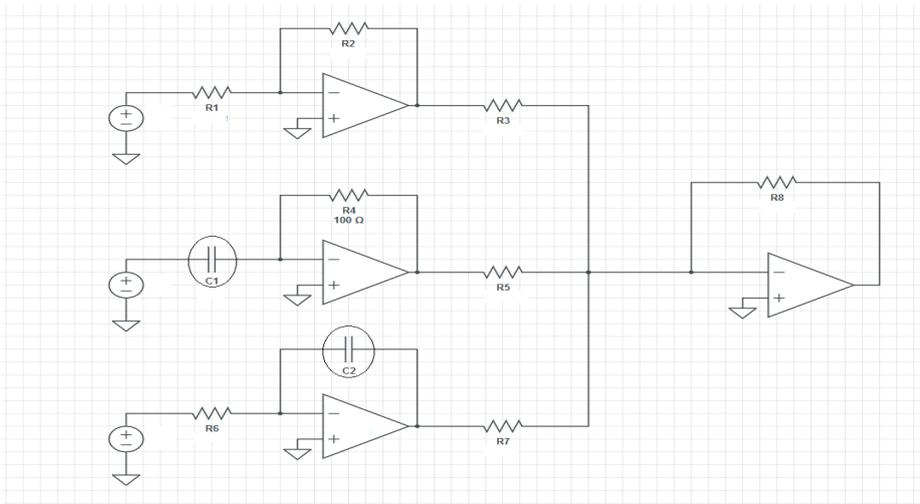 R2
R1
− 
+
±
R3
R8
R4
100 Ω
−
+
±
C1
R5
−
+
C2
−
+
±
R6
R7